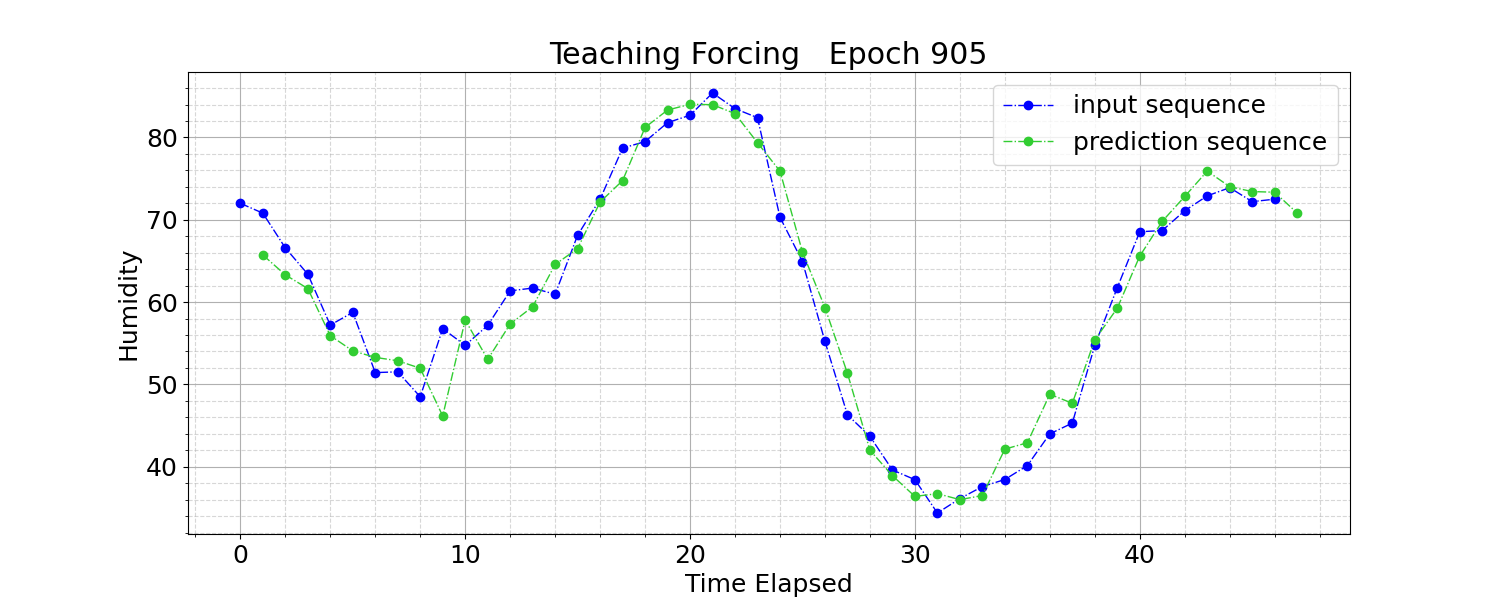 Teaching Forcing   Epoch 905
input sequence
prediction sequence
Humidity
80
70
60
50
40
0 10 20 30 40
Time Elapsed